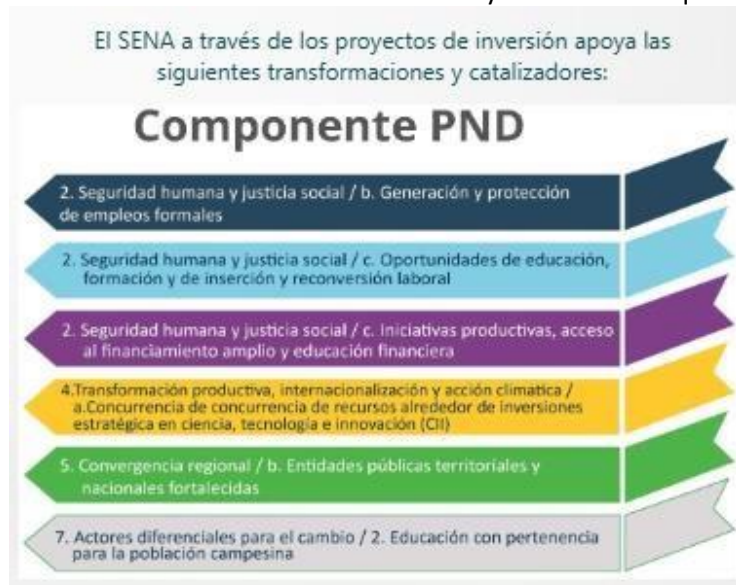 El SENA a través de los proyectos de inversión apoya las
siguientes transformaciones y catalizadores:
Componente PND
2. Seguridad humana y justicia social / b. Generación y protección
de empleos formales
2. Seguridad humana y justicia social / c. Oportunidades de educación,
formación y de inserción y reconversión laboral
2. Seguridad humana y justicia social / c. Iniciativas productivas, acceso
al financiamiento amplio y educación financiera
4.Transformación productiva, internacionalización y acción climatica /
a.Concurrencia de concurrencia de recursos alrededor de inversiones
estratégica en ciencia, tecnología e innovación (CII)
5. Convergencia regional / b. Entidades públicas territoriales y
nacionales fortalecidas
7. Actores diferenciales para el cambio / 2. Educación con pertenencia
para la población campesina